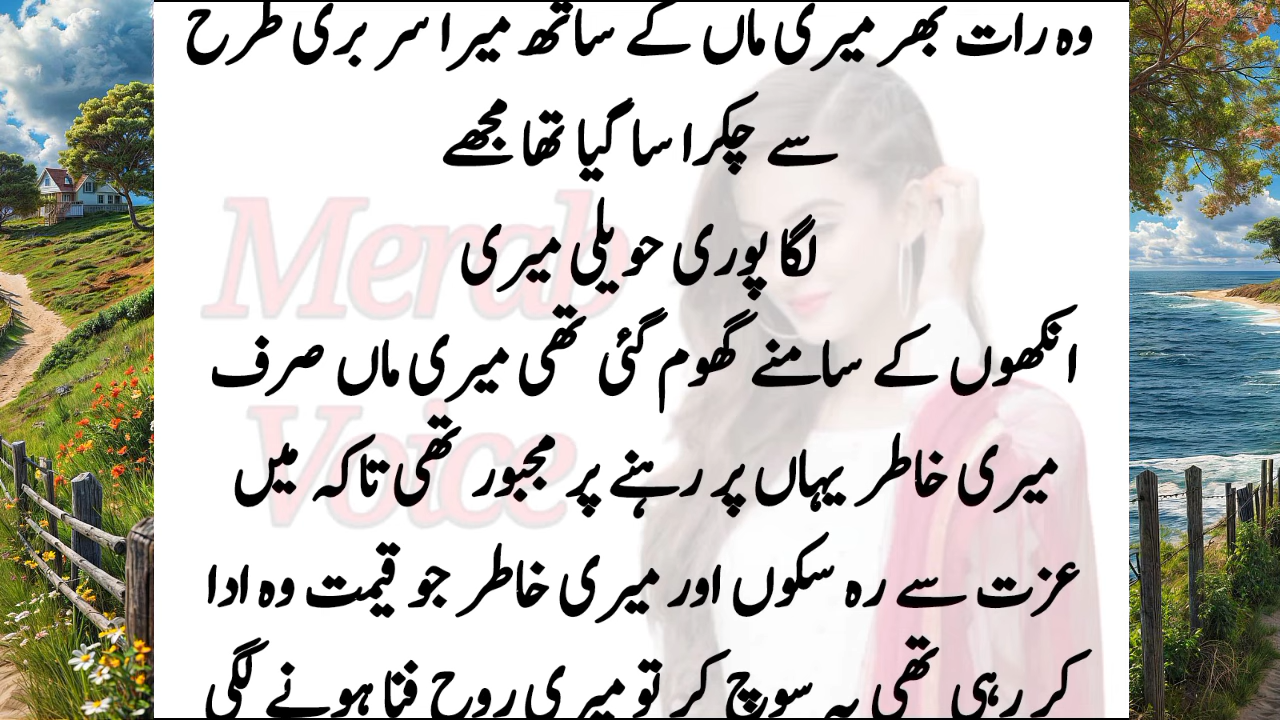 وہ رات بھر میری ماں کے ساتھ میرا سر بری طرح
سے چکرا سا گیا تھا مجھے
لگا پوری حویلی میری
انکھوں کے سامنے گھوم گئی تھی میری ماں صرف
میری خاطر یہاں پر رہنے پر مجبور تھی تاکہ میں
عزت سے رہ سکوں اور میری خاطر جو قیمت وہ ادا
کر رہی تھی یہ سوچ کر تو میری روح فنا ہونے لگی
Merab
Voice